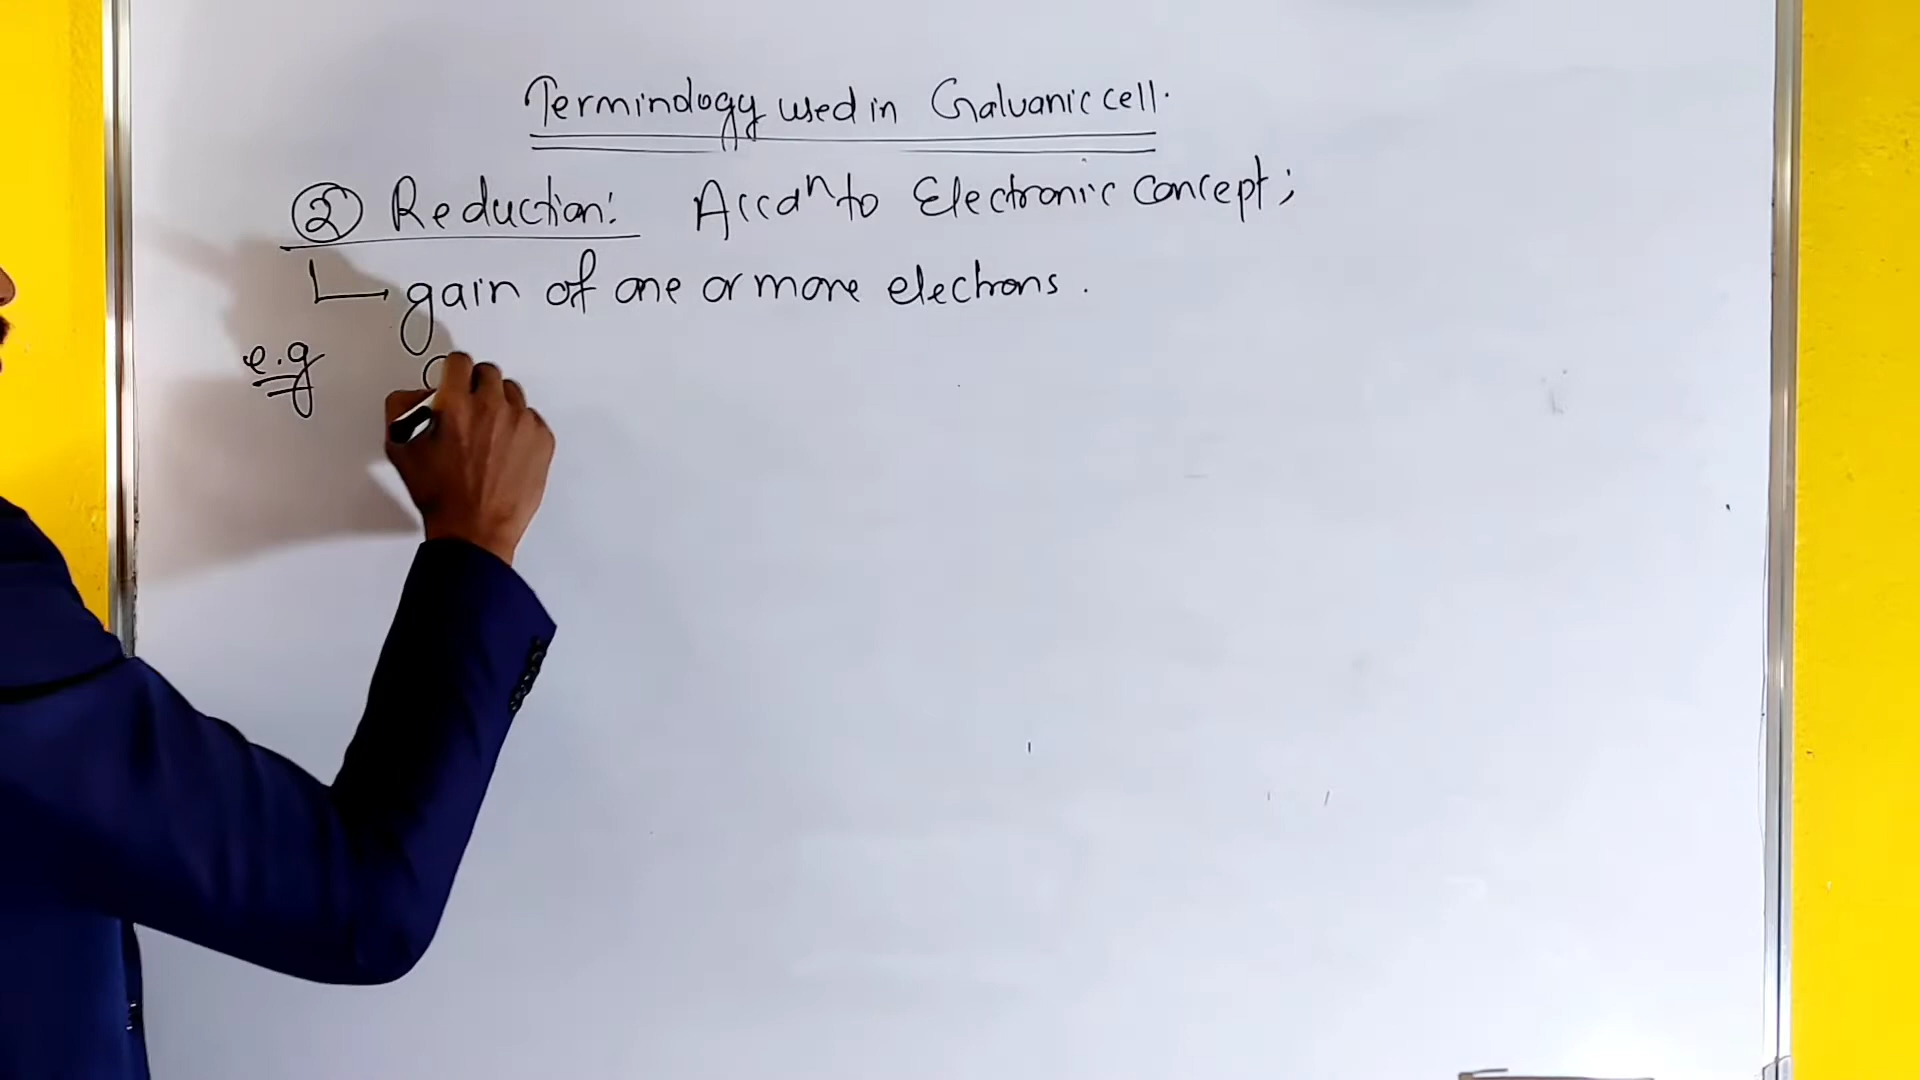 Terminology used in Galvanic cell.
② Reduction: Accdⁿ to Electronic concept;
gain of one or more electrons.
e.g C